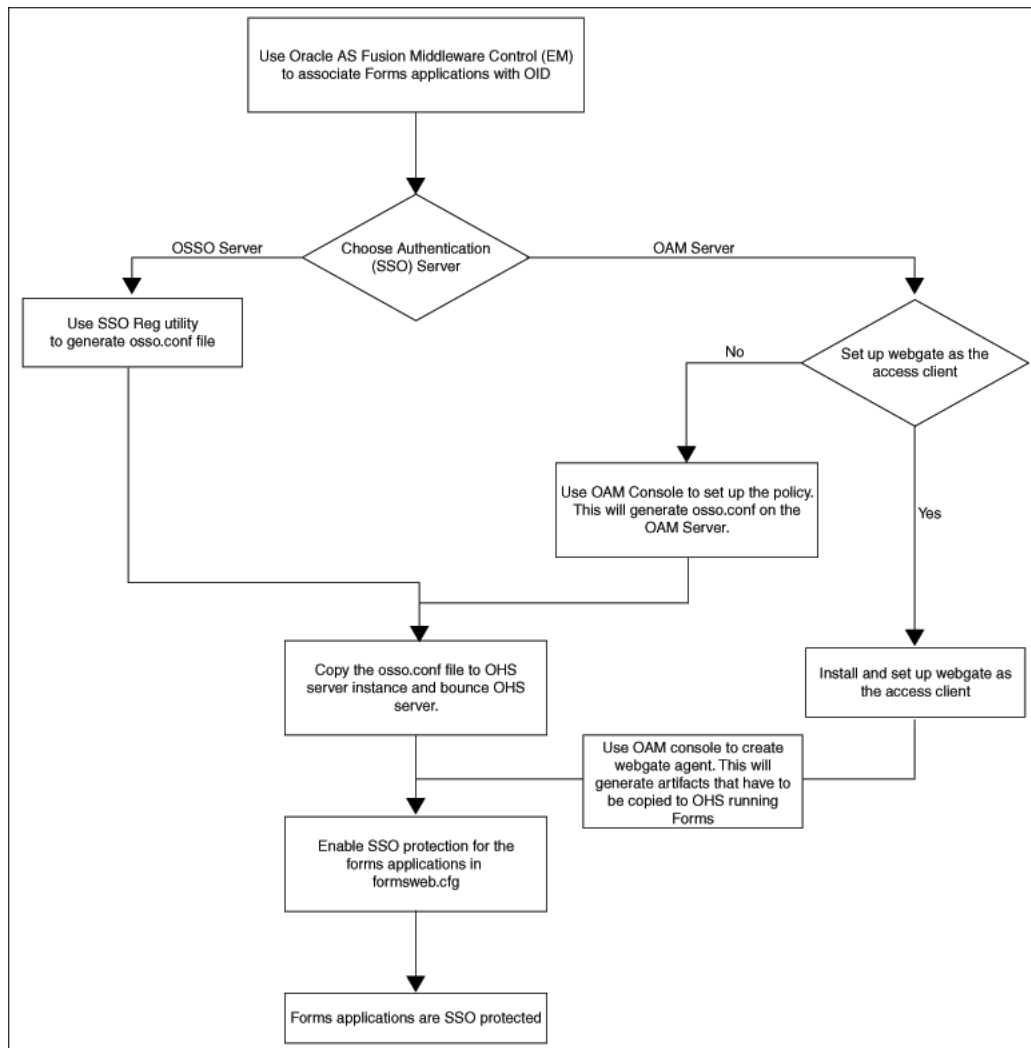 Use Oracle AS Fusion Middleware Control (EM)
to associate Forms applications with OID
OSSO Server
Choose Authentication
(SSO) Server
OAM Server
Use SSO Reg utility
to generate osso.conf file
No
Set up webgate as the
access client
Use OAM Console to set up the policy.
This will generate osso.conf on the
OAM Server.
Yes
Copy the osso.conf file to OHS
server instance and bounce OHS
server.
Install and set up webgate as
the access client
Use OAM console to create
webgate agent. This will
generate artifacts that have to
be copied to OHS running
Forms
Enable SSO protection for the
forms applications in
formsweb.cfg
Forms applications are SSO protected